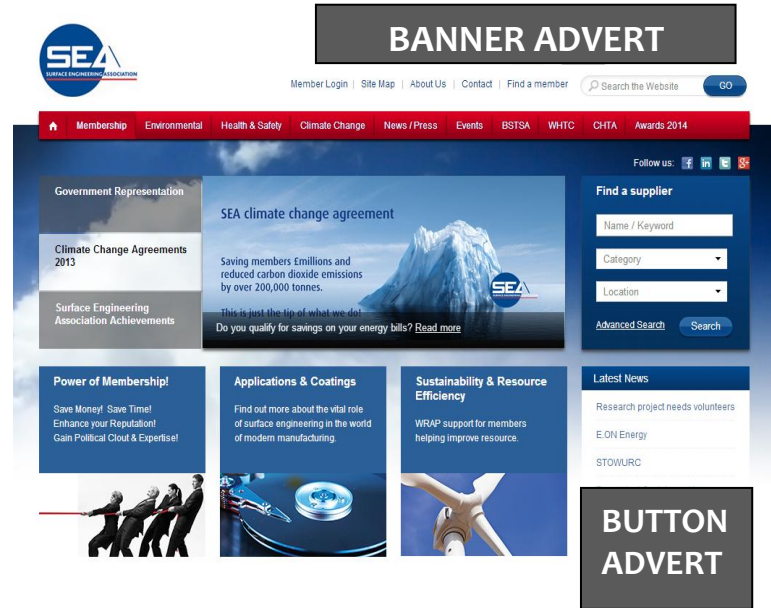 BANNER ADVERT
SEA
SURFACE ENGINEERING ASSOCIATION
Member Login | Site Map | About Us | Contact | Find a member
Search the Website
GO
Membership Environmental Health & Safety Climate Change News / Press Events BSTSA WHTC CHTA Awards 2014
Follow us: f in t g+
Government Representation
Climate Change Agreements
2013
Surface Engineering
Association Achievements
SEA climate change agreement
Saving members £millions and
reduced carbon dioxide emissions
by over 200,000 tonnes.
This is just the tip of what we do!
SEA
Do you qualify for savings on your energy bills? Read more
Find a supplier
Name / Keyword
Category
Location
Advanced Search
Search
Power of Membership!
Save Money! Save Time!
Enhance your Reputation!
Gain Political Clout & Expertise!
Applications & Coatings
Find out more about the vital role
of surface engineering in the world
of modern manufacturing.
Sustainability & Resource
Efficiency
WRAP support for members
helping improve resource.
Latest News
Research project needs volunteers
E.ON Energy
STOWURC
BUTTON
ADVERT